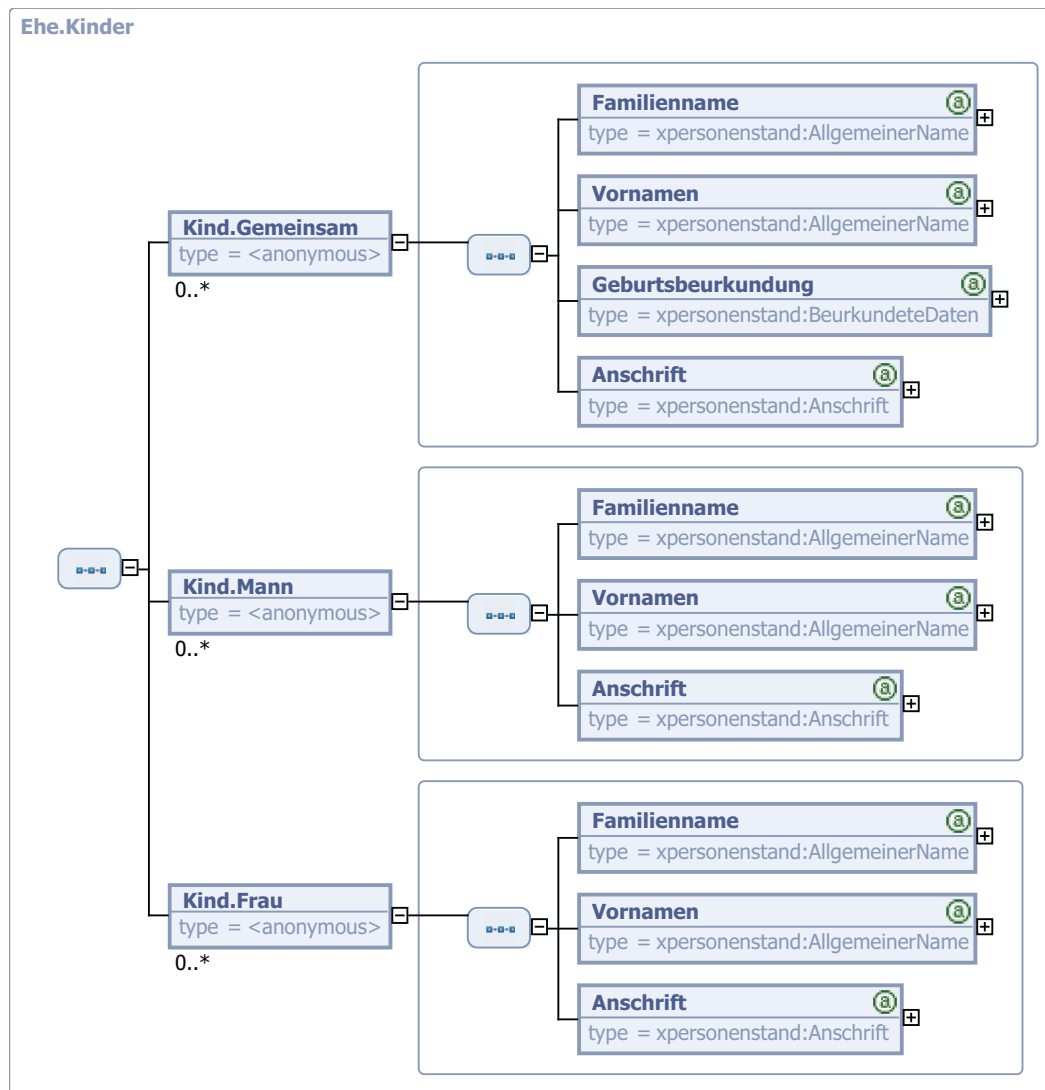 Ehe.Kinder
Kind.Gemeinsam
type = <anonymous>
0..*
Familienname
type = xpersonenstand:AllgemeinerName
Vornamen
type = xpersonenstand:AllgemeinerName
Geburtsbeurkundung
type = xpersonenstand:BeurkundeteDaten
Anschrift
type = xpersonenstand:Anschrift
Kind.Mann
type = <anonymous>
0..*
Familienname
type = xpersonenstand:AllgemeinerName
Vornamen
type = xpersonenstand:AllgemeinerName
Anschrift
type = xpersonenstand:Anschrift
Kind.Frau
type = <anonymous>
0..*
Familienname
type = xpersonenstand:AllgemeinerName
Vornamen
type = xpersonenstand:AllgemeinerName
Anschrift
type = xpersonenstand:Anschrift